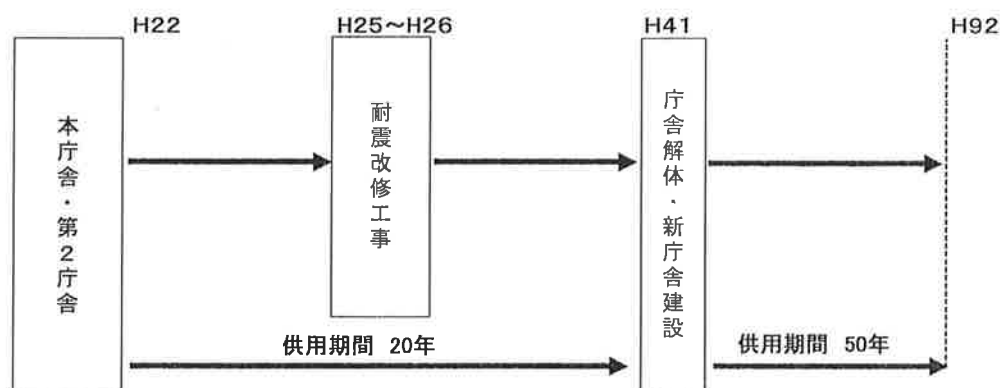 H22
H25～H26
H41
H92
本庁舎・第2庁舎
耐震改修工事
庁舎解体・新庁舎建設
供用期間 20年
供用期間 50年